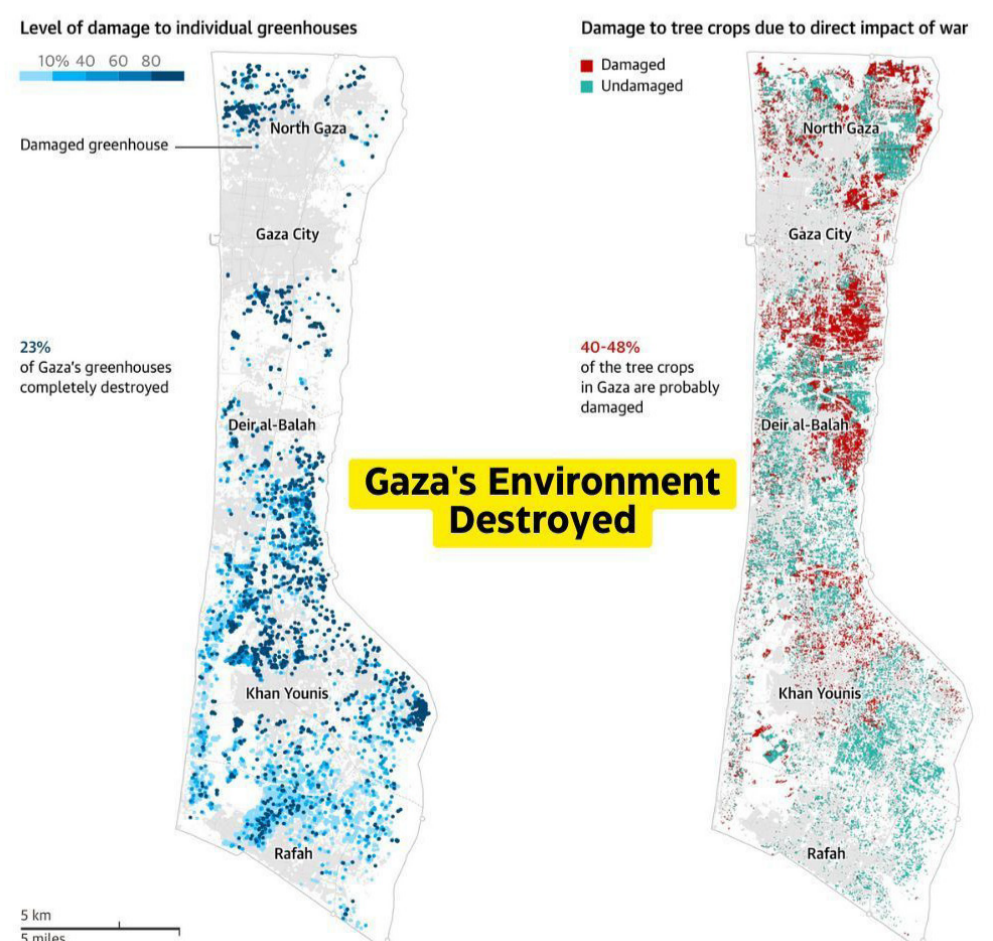 Level of damage to individual greenhouses
10% 40 60 80
Damaged greenhouse
North Gaza
Gaza City
23%
of Gaza's greenhouses
completely destroyed
Deir al-Balah
Khan Younis
Rafah
5 km
5 miles
Gaza's Environment
Destroyed
Damage to tree crops due to direct impact of war
Damaged
Undamaged
North Gaza
Gaza City
40-48%
of the tree crops
in Gaza are probably
damaged
Deir al-Balah
Khan Younis
Rafah